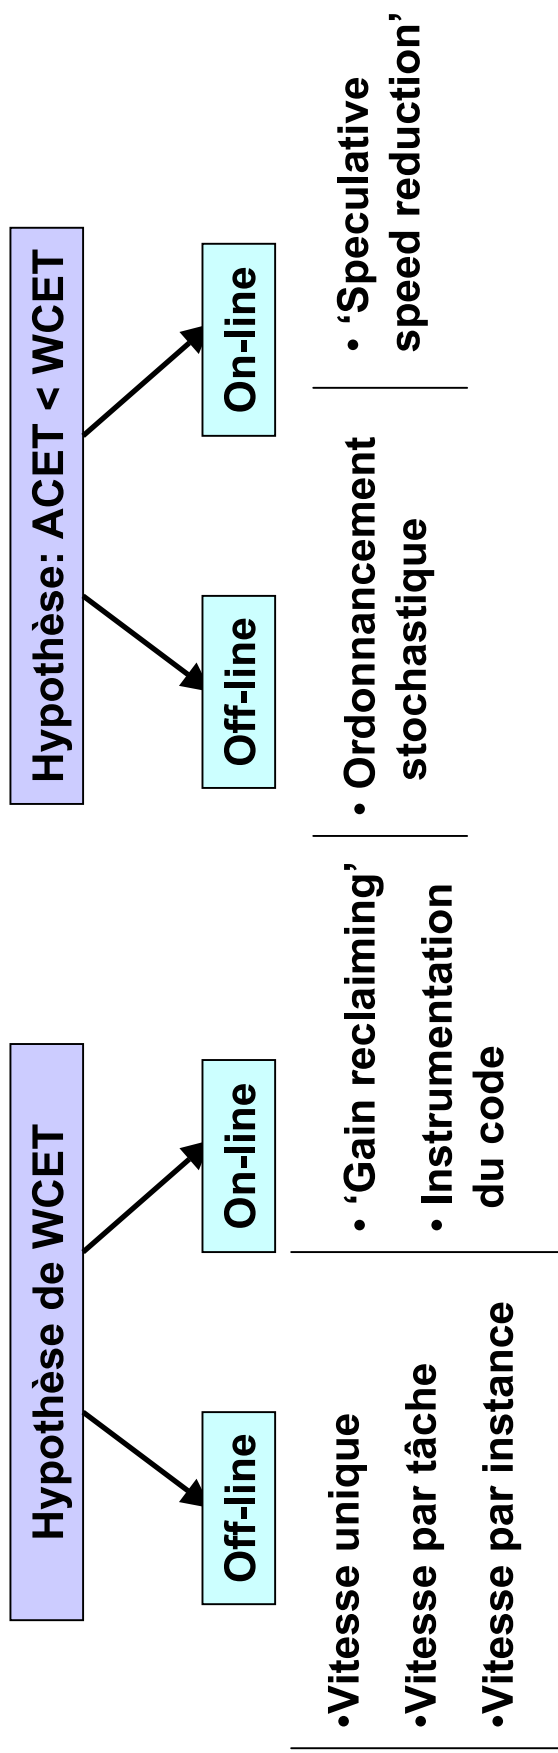 Hypothèse de WCET
Off-line
•Vitesse unique
•Vitesse par tâche
•Vitesse par instance
On-line
• ‘Gain reclaiming’
• Instrumentation
du code
Hypothèse: ACET < WCET
Off-line
• Ordonnancement
stochastique
On-line
• ‘Speculative
speed reduction’